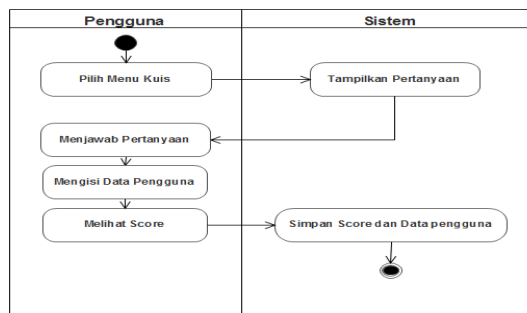 Pengguna
Sistem
Pilih Menu Kuis
Tampilkan Pertanyaan
Menjawab Pertanyaan
Mengisi Data Pengguna
Melihat Score
Simpan Score dan Data pengguna